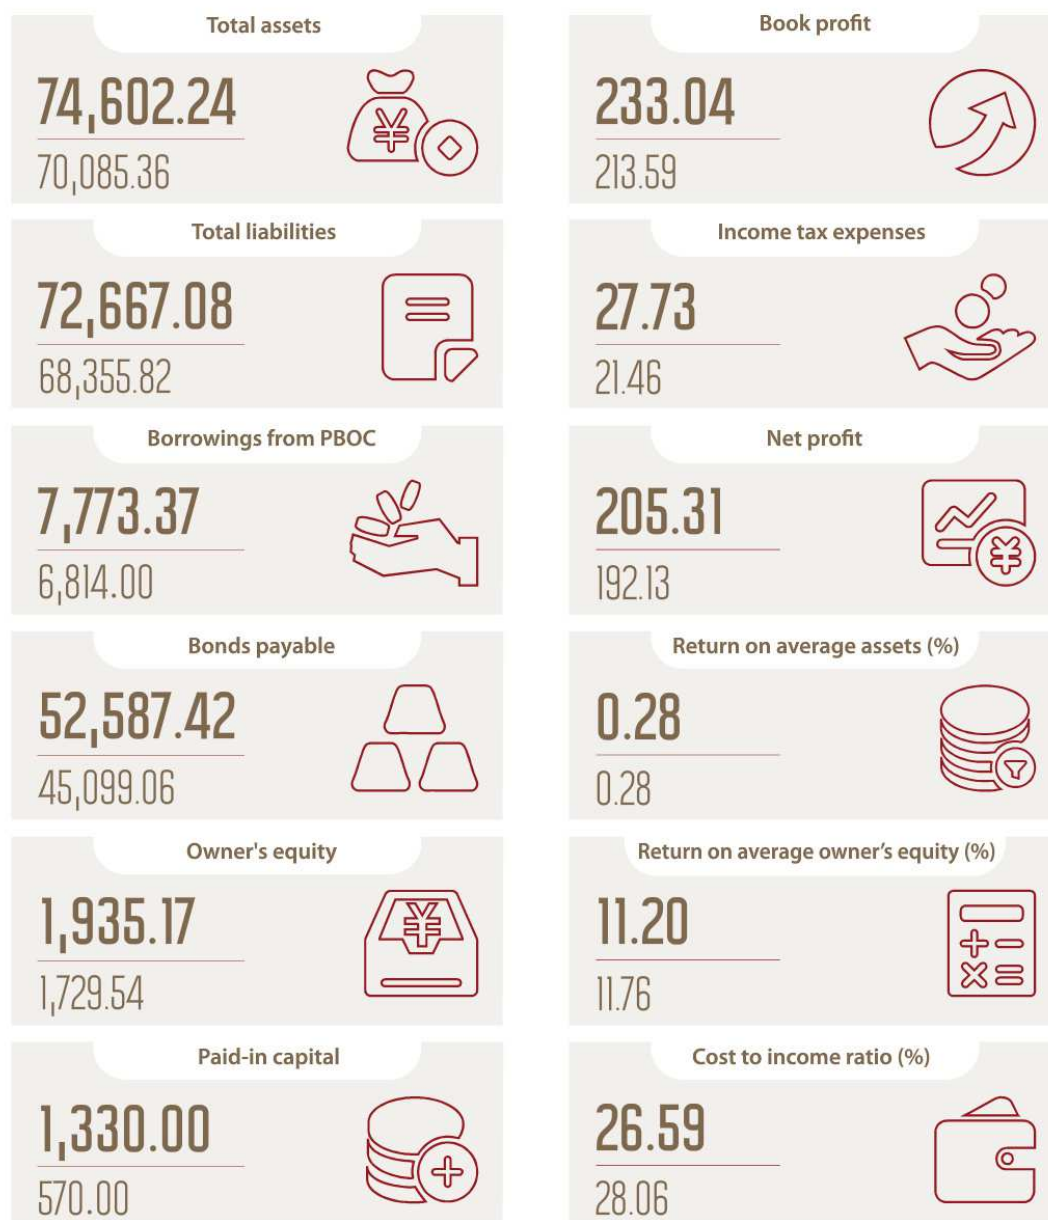 Total assets
74,602.24
70,085.36
Total liabilities
72,667.08
68,355.82
Borrowings from PBOC
7,773.37
6,814.00
Bonds payable
52,587.42
45,099.06
Owner's equity
1,935.17
1,729.54
Paid-in capital
1,330.00
570.00
Book profit
233.04
213.59
Income tax expenses
27.73
21.46
Net profit
205.31
192.13
Return on average assets (%)
0.28
0.28
Return on average owner’s equity (%)
11.20
11.76
Cost to income ratio (%)
26.59
28.06